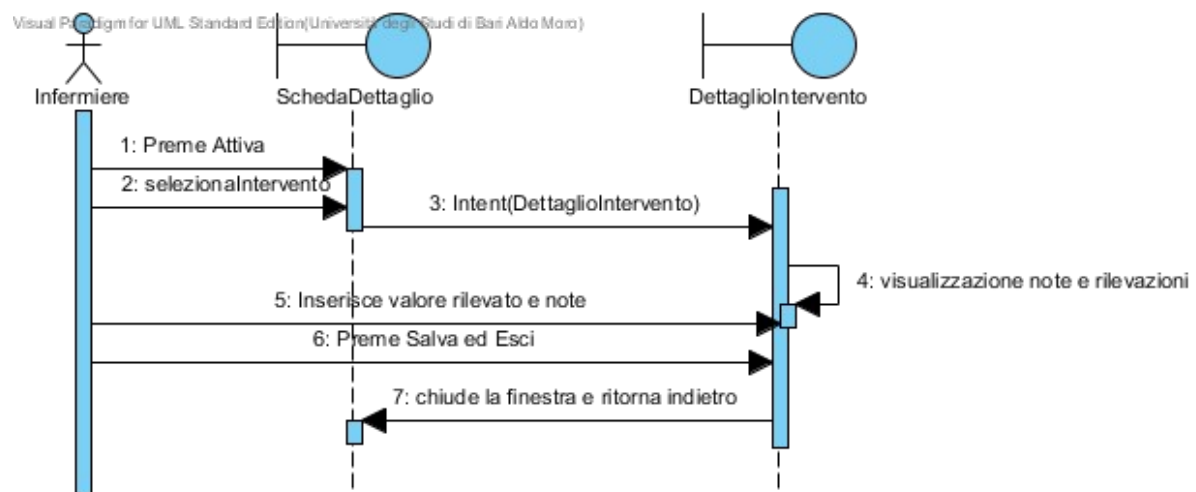 Visual Paradigm for UML Standard Edition(Università degli Studi di Bari Aldo Moro)
Infermiere
SchedaDettaglio
DettaglioIntervento
1: Preme Attiva
2: selezionaIntervento
3: Intent(DettaglioIntervento)
4: visualizzazione note e rilevazioni
5: Inserisce valore rilevato e note
6: Preme Salva ed Esci
7: chiude la finestra e ritorna indietro